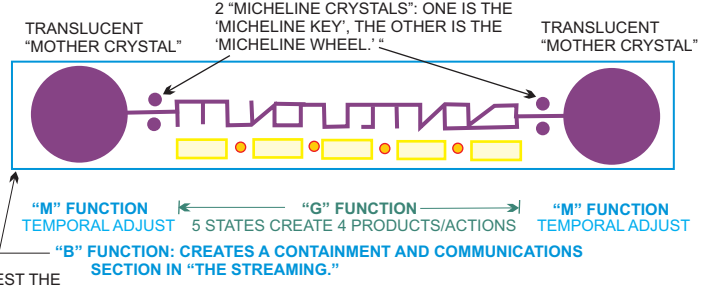 2 “MICHELINE CRYSTALS”: ONE IS THE
‘MICHELINE KEY’, THE OTHER IS THE
‘MICHELINE WHEEL.’ “
TRANSLUCENT
“MOTHER CRYSTAL”
TRANSLUCENT
“MOTHER CRYSTAL”
“M” FUNCTION
TEMPORAL ADJUST
“G” FUNCTION
5 STATES CREATE 4 PRODUCTS/ACTIONS
“M” FUNCTION
TEMPORAL ADJUST
“B” FUNCTION: CREATES A CONTAINMENT AND COMMUNICATIONS
SECTION IN “THE STREAMING.”
EST THE